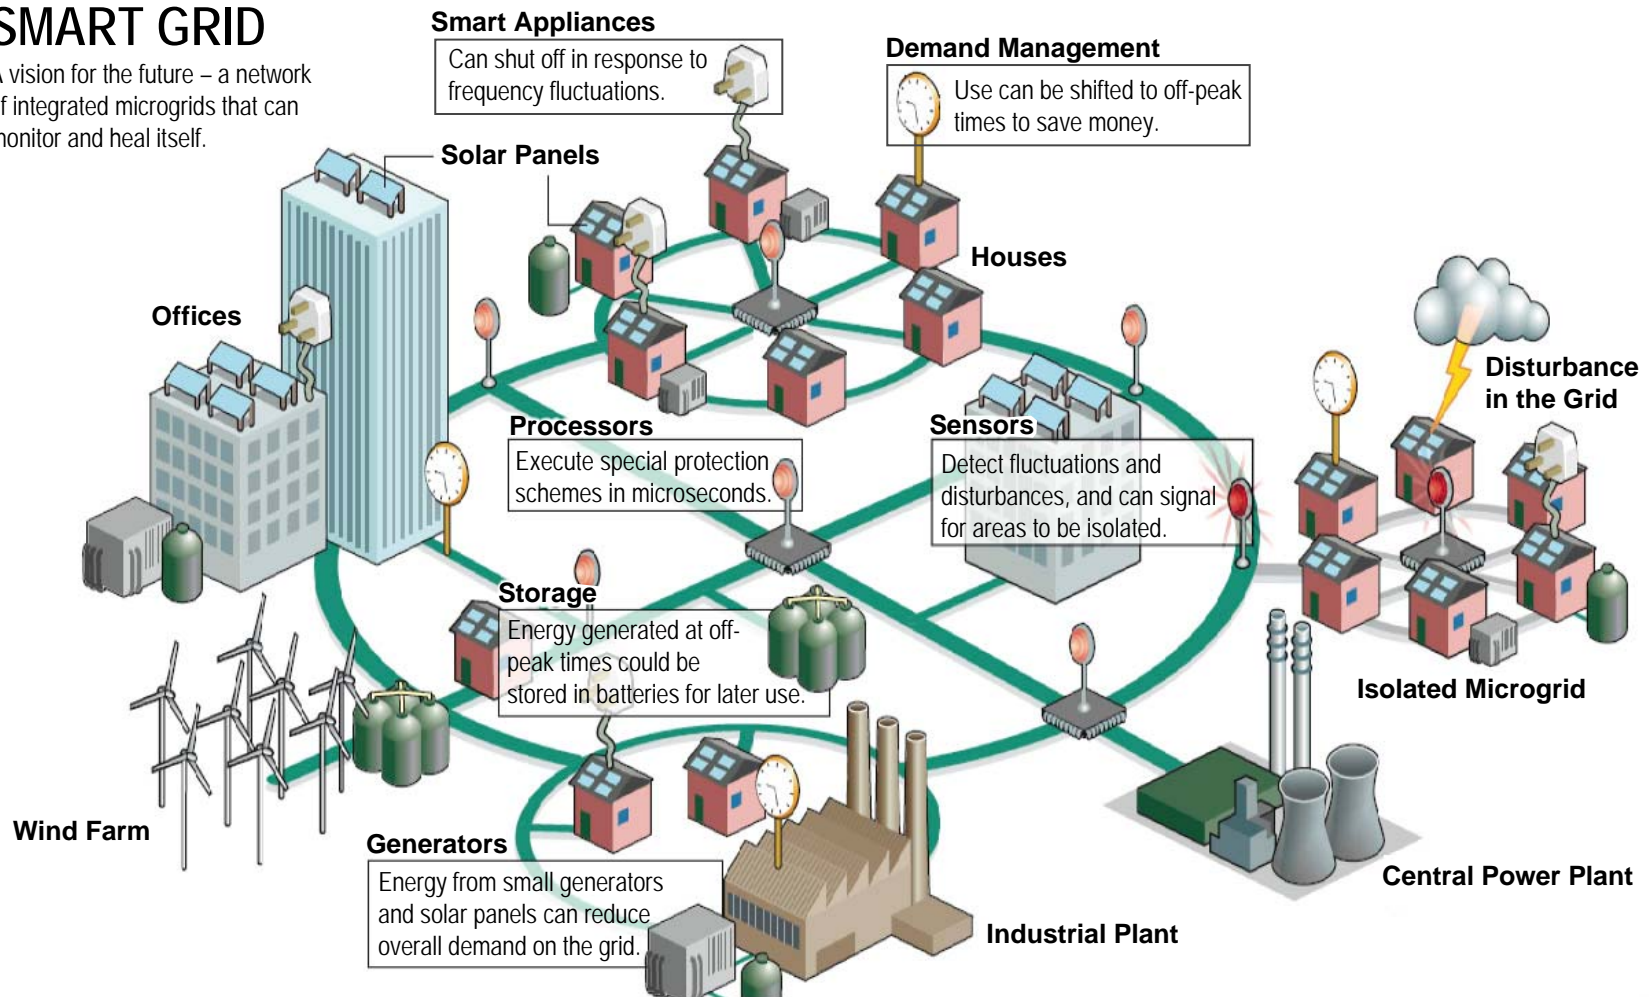 SMART GRID
A vision for the future – a network
f integrated microgrids that can
monitor and heal itself.
Smart Appliances
Can shut off in response to
frequency fluctuations.
Demand Management
Use can be shifted to off-peak
times to save money.
Solar Panels
Houses
Offices
Disturbance
in the Grid
Processors
Execute special protection
schemes in microseconds.
Sensors
Detect fluctuations and
disturbances, and can signal
for areas to be isolated.
Storage
Energy generated at off-
peak times could be
stored in batteries for later use.
Isolated Microgrid
Wind Farm
Generators
Energy from small generators
and solar panels can reduce
overall demand on the grid.
Central Power Plant
Industrial Plant